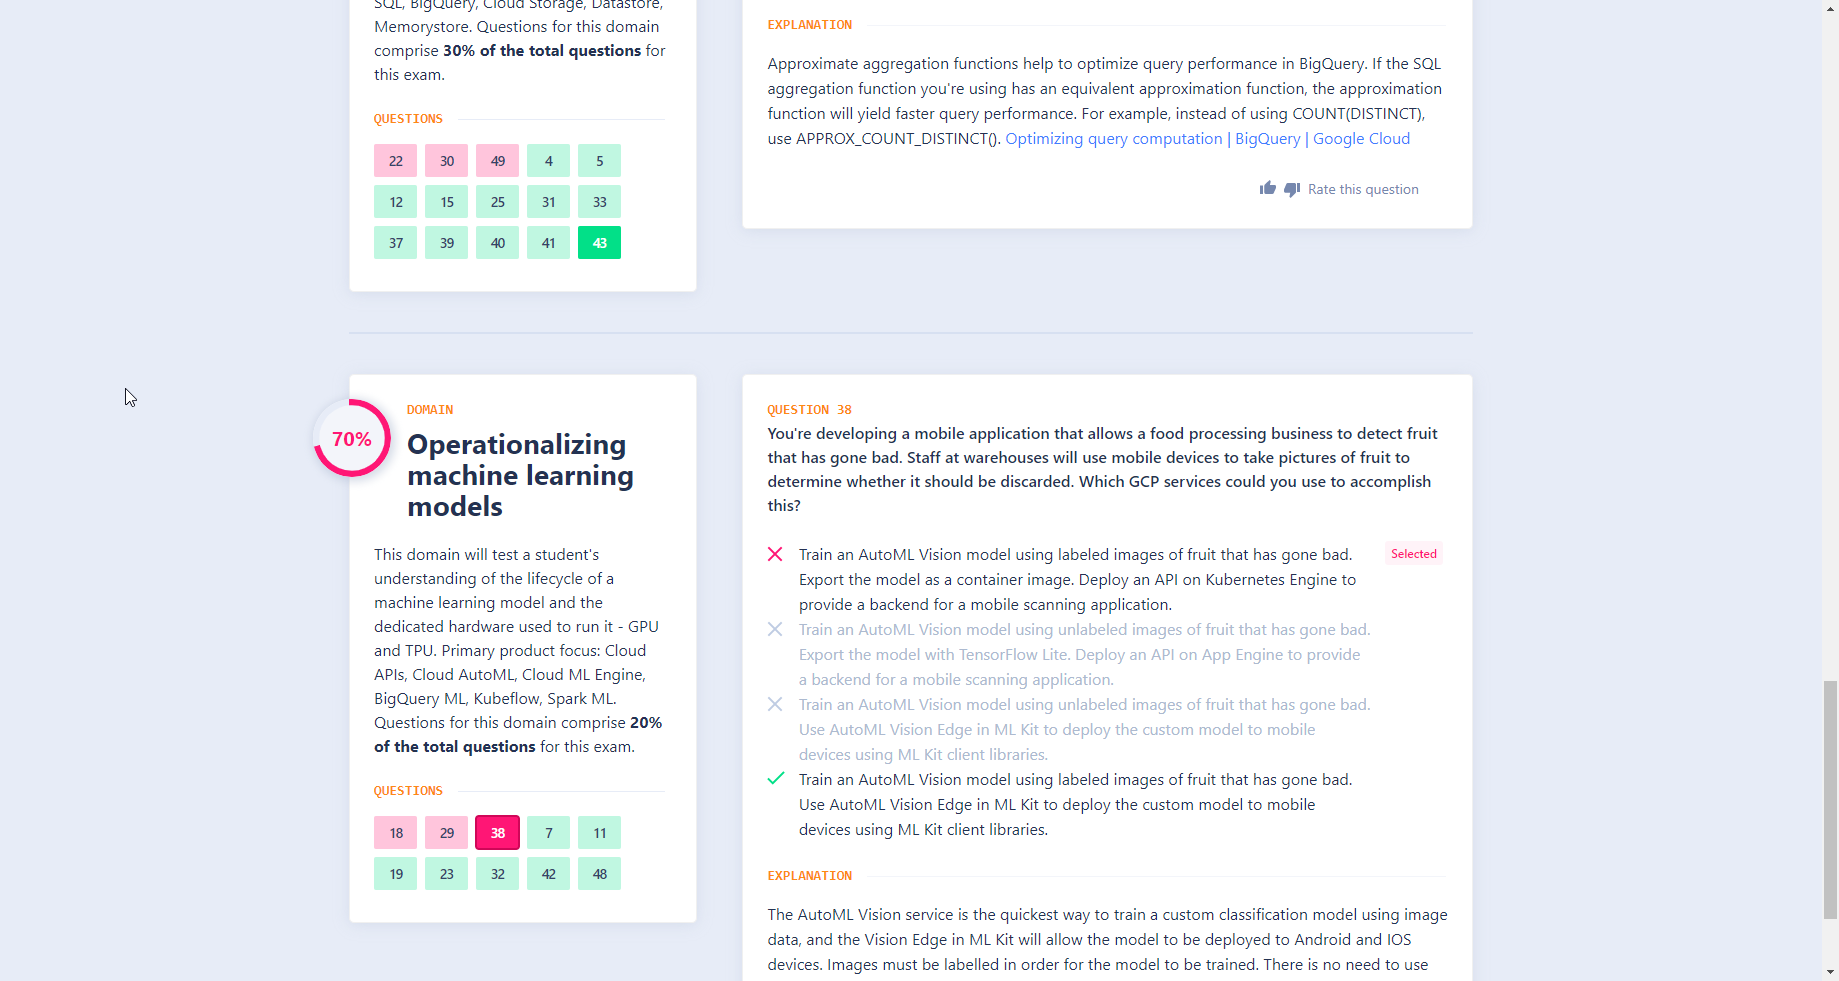 SQL, BigQuery, Cloud Storage, Datastore,
Memorystore. Questions for this domain
comprise 30% of the total questions for
this exam.
QUESTIONS
22 30 49 4 5
12 15 25 31 33
37 39 40 41 43
EXPLANATION
Approximate aggregation functions help to optimize query performance in BigQuery. If the SQL
aggregation function you're using has an equivalent approximation function, the approximation
function will yield faster query performance. For example, instead of using COUNT(DISTINCT),
use APPROX_COUNT_DISTINCT(). Optimizing query computation | BigQuery | Google Cloud
Rate this question
70%
DOMAIN
Operationalizing
machine learning
models
This domain will test a student's
understanding of the lifecycle of a
machine learning model and the
dedicated hardware used to run it - GPU
and TPU. Primary product focus: Cloud
APIs, Cloud AutoML, Cloud ML Engine,
BigQuery ML, Kubeflow, Spark ML.
Questions for this domain comprise 20%
of the total questions for this exam.
QUESTIONS
18 29 38 7 11
19 23 32 42 48
QUESTION 38
You're developing a mobile application that allows a food processing business to detect fruit
that has gone bad. Staff at warehouses will use mobile devices to take pictures of fruit to
determine whether it should be discarded. Which GCP services could you use to accomplish
this?
Train an AutoML Vision model using labeled images of fruit that has gone bad. Selected
Export the model as a container image. Deploy an API on Kubernetes Engine to
provide a backend for a mobile scanning application.
Train an AutoML Vision model using unlabeled images of fruit that has gone bad.
Export the model with TensorFlow Lite. Deploy an API on App Engine to provide
a backend for a mobile scanning application.
Train an AutoML Vision model using unlabeled images of fruit that has gone bad.
Use AutoML Vision Edge in ML Kit to deploy the custom model to mobile
devices using ML Kit client libraries.
Train an AutoML Vision model using labeled images of fruit that has gone bad.
Use AutoML Vision Edge in ML Kit to deploy the custom model to mobile
devices using ML Kit client libraries.
EXPLANATION
The AutoML Vision service is the quickest way to train a custom classification model using image
data, and the Vision Edge in ML Kit will allow the model to be deployed to Android and IOS
devices. Images must be labelled in order for the model to be trained. There is no need to use